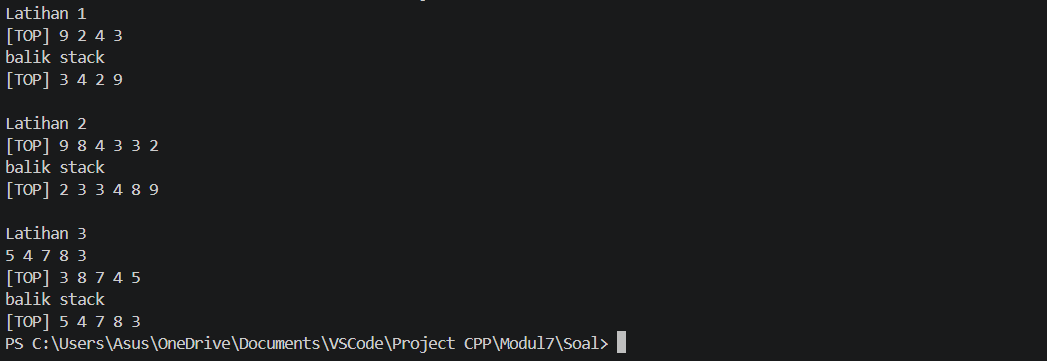 Latihan 1
[TOP] 9 2 4 3
balik stack
[TOP] 3 4 2 9
Latihan 2
[TOP] 9 8 4 3 3 2
balik stack
[TOP] 2 3 3 4 8 9
Latihan 3
5 4 7 8 3
[TOP] 3 8 7 4 5
balik stack
[TOP] 5 4 7 8 3
PS C:\Users\Asus\OneDrive\Documents\VSCode\Project CPP\Modul7\Soal>